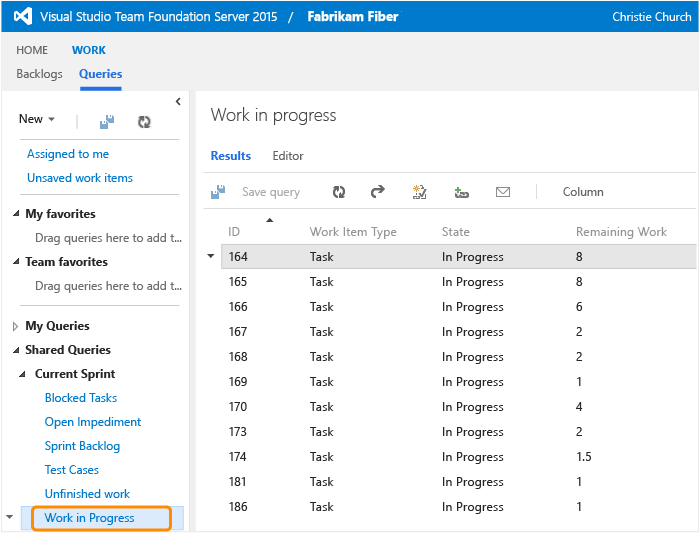 Visual Studio Team Foundation Server 2015 / Fabrikam Fiber Christie Church
HOME WORK
Backlogs Queries
New
Assigned to me
Unsaved work items
My favorites
Drag queries here to add t...
Team favorites
Drag queries here to add t...
My Queries
Shared Queries
Current Sprint
Blocked Tasks
Open Impediment
Sprint Backlog
Test Cases
Unfinished work
Work in Progress
Work in progress
Results Editor
Save query Column
ID Work Item Type State Remaining Work
164 Task In Progress 8
165 Task In Progress 8
166 Task In Progress 6
167 Task In Progress 2
168 Task In Progress 2
169 Task In Progress 1
170 Task In Progress 4
173 Task In Progress 2
174 Task In Progress 1.5
181 Task In Progress 1
186 Task In Progress 1